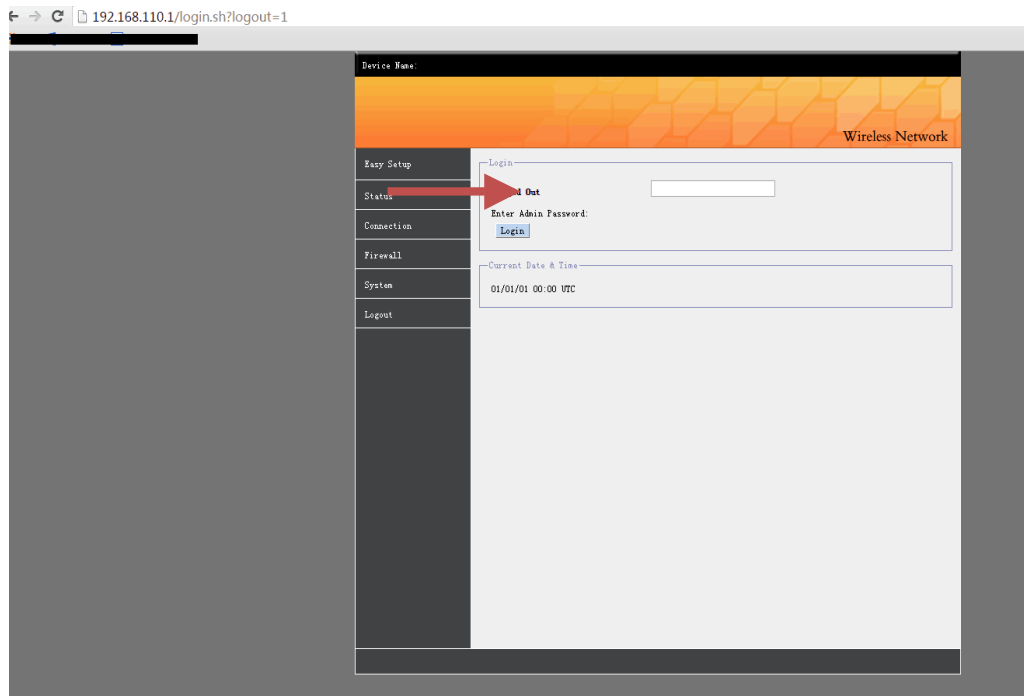 192.168.110.1/login.sh?logout=1
Device Name:
Wireless Network
Easy Setup
Status
Connection
Firewall
System
Logout
Login
Out
Enter Admin Password:
Login
Current Date & Time
01/01/01 00:00 UTC